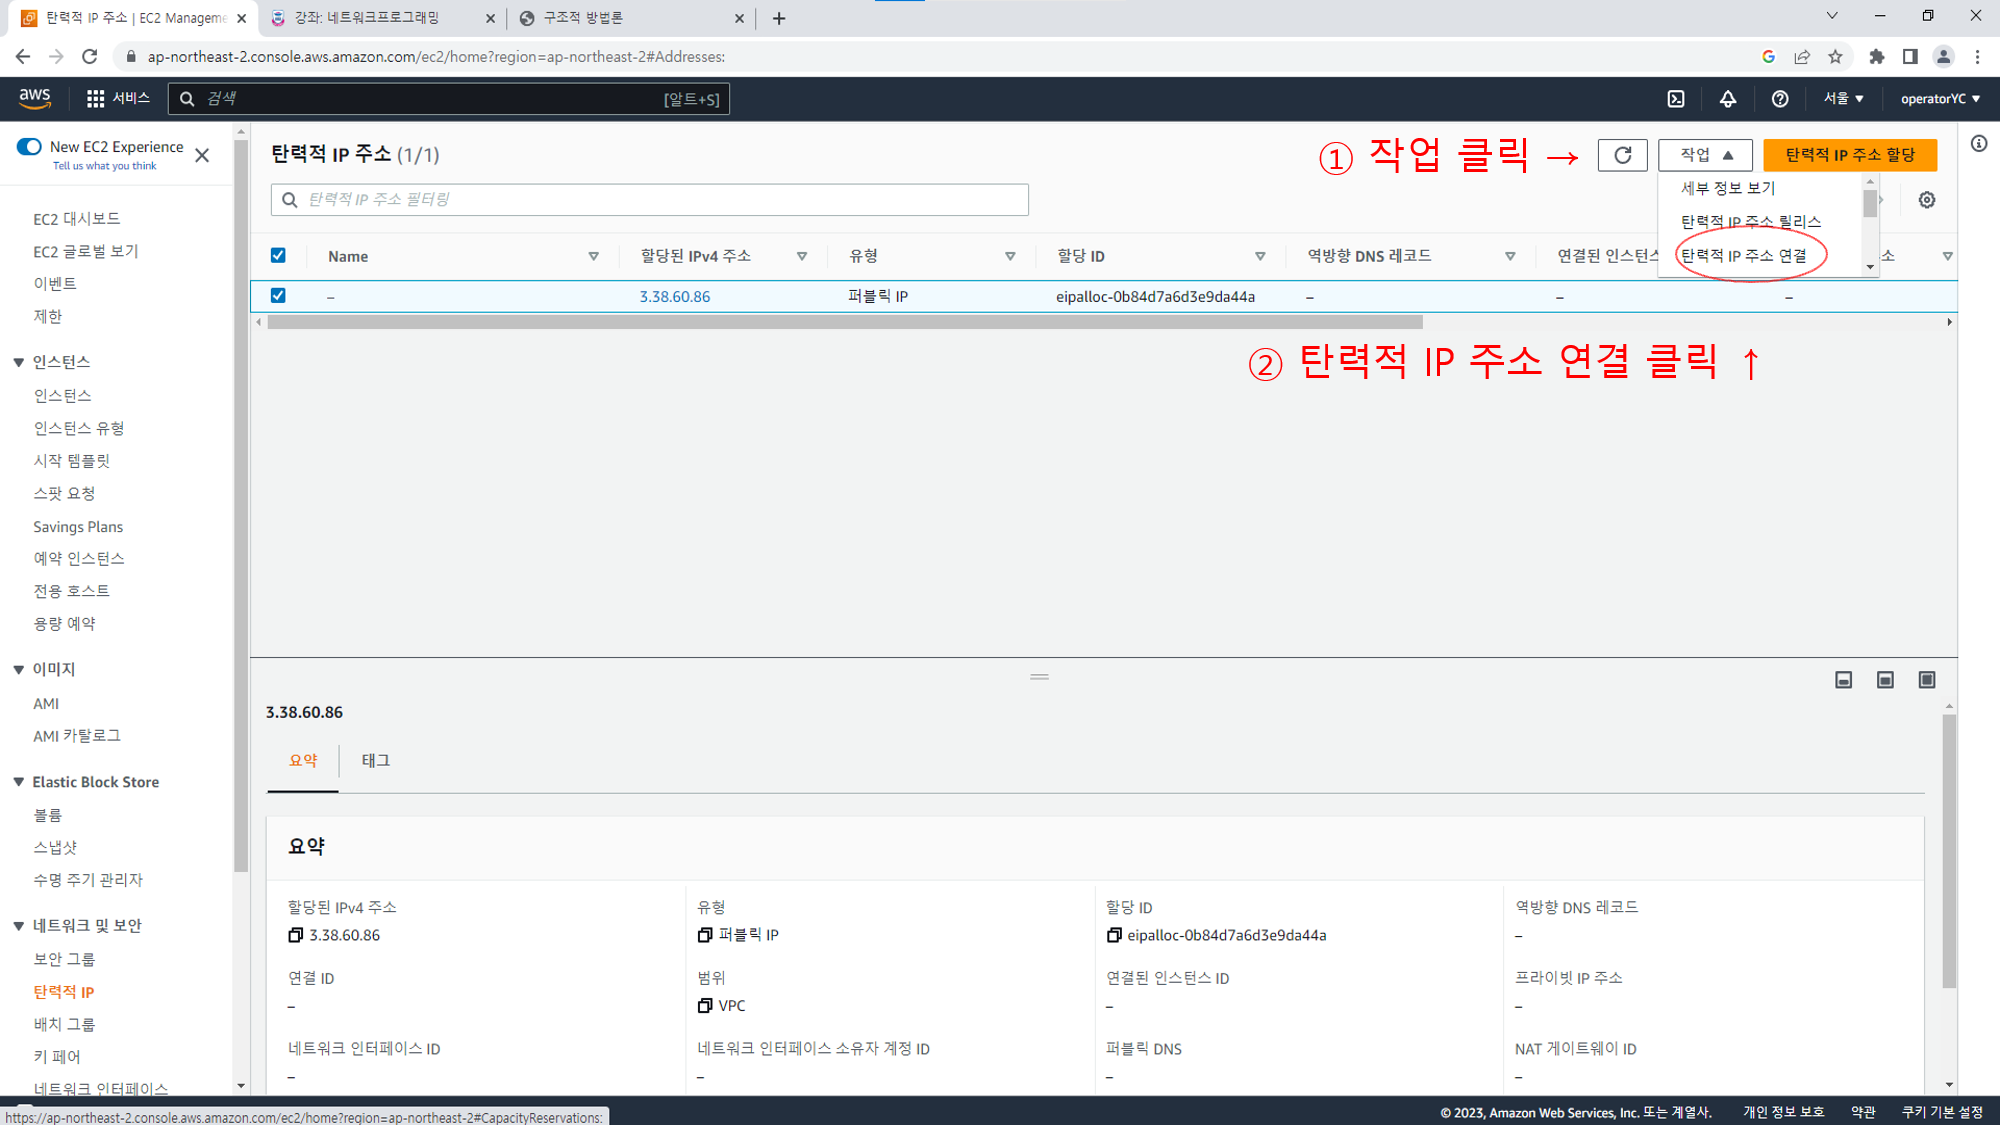 탄력적 IP 주소 | EC2 Manageme
강좌: 네트워크프로그래밍
구조적 방법론
ap-northeast-2.console.aws.amazon.com/ec2/home?region=ap-northeast-2#Addresses:
aws
서비스
검색
[알트+S]
서울
operatorYC
New EC2 Experience
Tell us what you think
EC2 대시보드
EC2 글로벌 보기
이벤트
제한
인스턴스
인스턴스
인스턴스 유형
시작 템플릿
스팟 요청
Savings Plans
예약 인스턴스
전용 호스트
용량 예약
이미지
AMI
AMI 카탈로그
Elastic Block Store
볼륨
스냅샷
수명 주기 관리자
네트워크 및 보안
보안 그룹
탄력적 IP
배치 그룹
키 페어
네트워크 인터페이스
탄력적 IP 주소 (1/1)
① 작업 클릭 →
작업
탄력적 IP 주소 할당
탄력적 IP 주소 필터링
세부 정보 보기
탄력적 IP 주소 릴리스
탄력적 IP 주소 연결
Name
할당된 IPv4 주소
유형
할당 ID
역방향 DNS 레코드
연결된 인스턴스
소
–
3.38.60.86
퍼블릭 IP
eipalloc-0b84d7a6d3e9da44a
–
–
–
② 탄력적 IP 주소 연결 클릭 ↑
3.38.60.86
요약
태그
요약
할당된 IPv4 주소
유형
할당 ID
역방향 DNS 레코드
3.38.60.86
퍼블릭 IP
eipalloc-0b84d7a6d3e9da44a
–
연결 ID
범위
연결된 인스턴스 ID
프라이빗 IP 주소
–
VPC
–
–
네트워크 인터페이스 ID
네트워크 인터페이스 소유자 계정 ID
퍼블릭 DNS
NAT 게이트웨이 ID
–
–
–
–
https://ap-northeast-2.console.aws.amazon.com/ec2/home?region=ap-northeast-2#CapacityReservations:
© 2023, Amazon Web Services, Inc. 또는 계열사.
개인 정보 보호
약관
쿠키 기본 설정